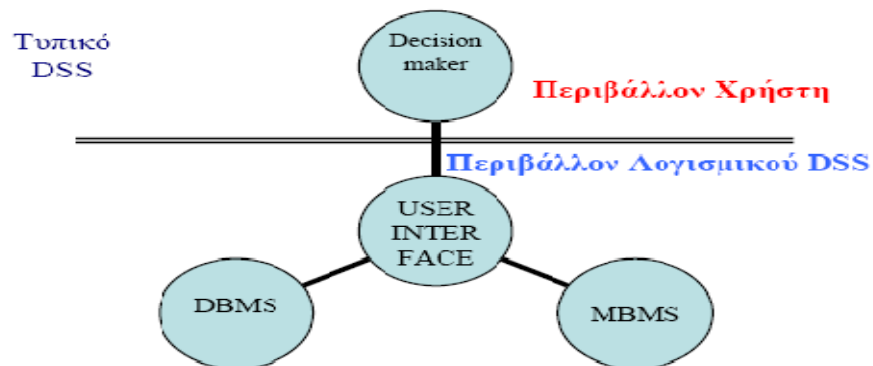 Τυπικό
DSS
Decision
maker
Περιβάλλον Χρήστη
Περιβάλλον Λογισμικού DSS
USER
INTER
FACE
DBMS
MBMS